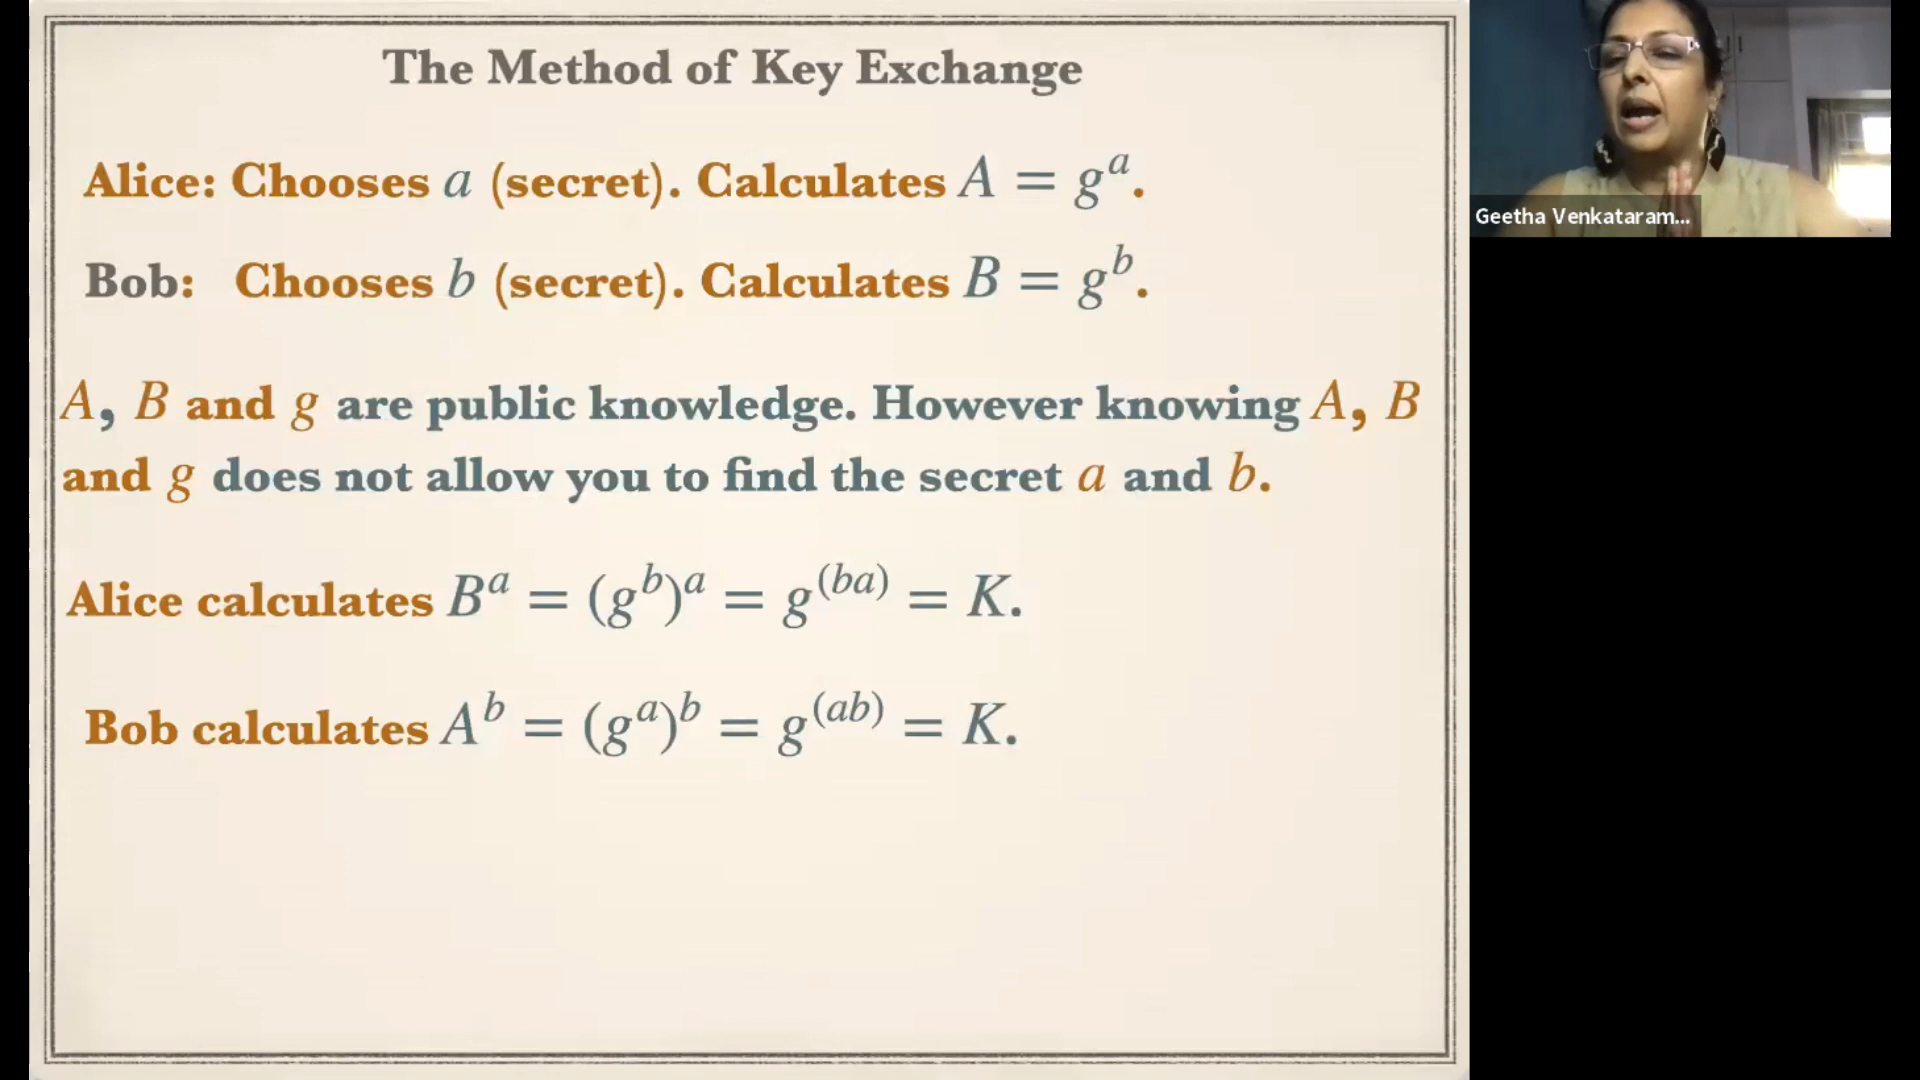 The Method of Key Exchange
Alice: Chooses a (secret). Calculates A = g^a.
Bob: Chooses b (secret). Calculates B = g^b.
A, B and g are public knowledge. However knowing A, B
and g does not allow you to find the secret a and b.
Alice calculates B^a = (g^b)^a = g^(ba) = K.
Bob calculates A^b = (g^a)^b = g^(ab) = K.
Geetha Venkataram...